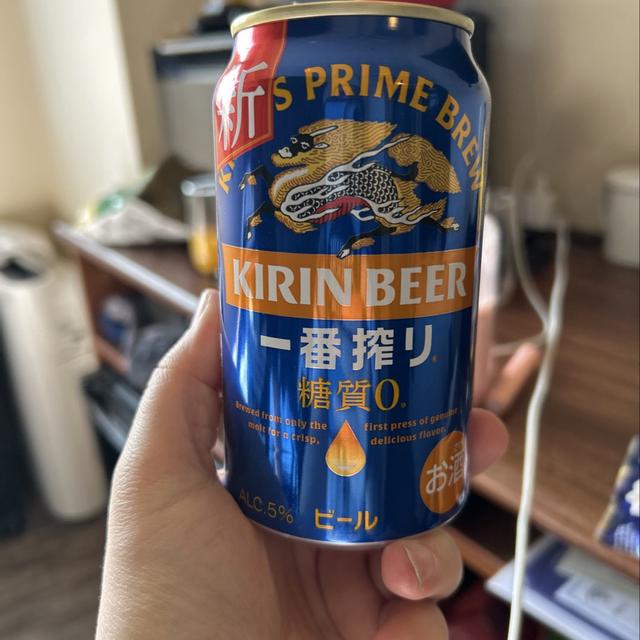 新
S PRIME BREW
KIRIN BEER
一番搾り®
糖質0®
Brewed from only the
malt for a crisp,
first press of genuine
delicious flavor.
お酒
ALC.5%
ビール